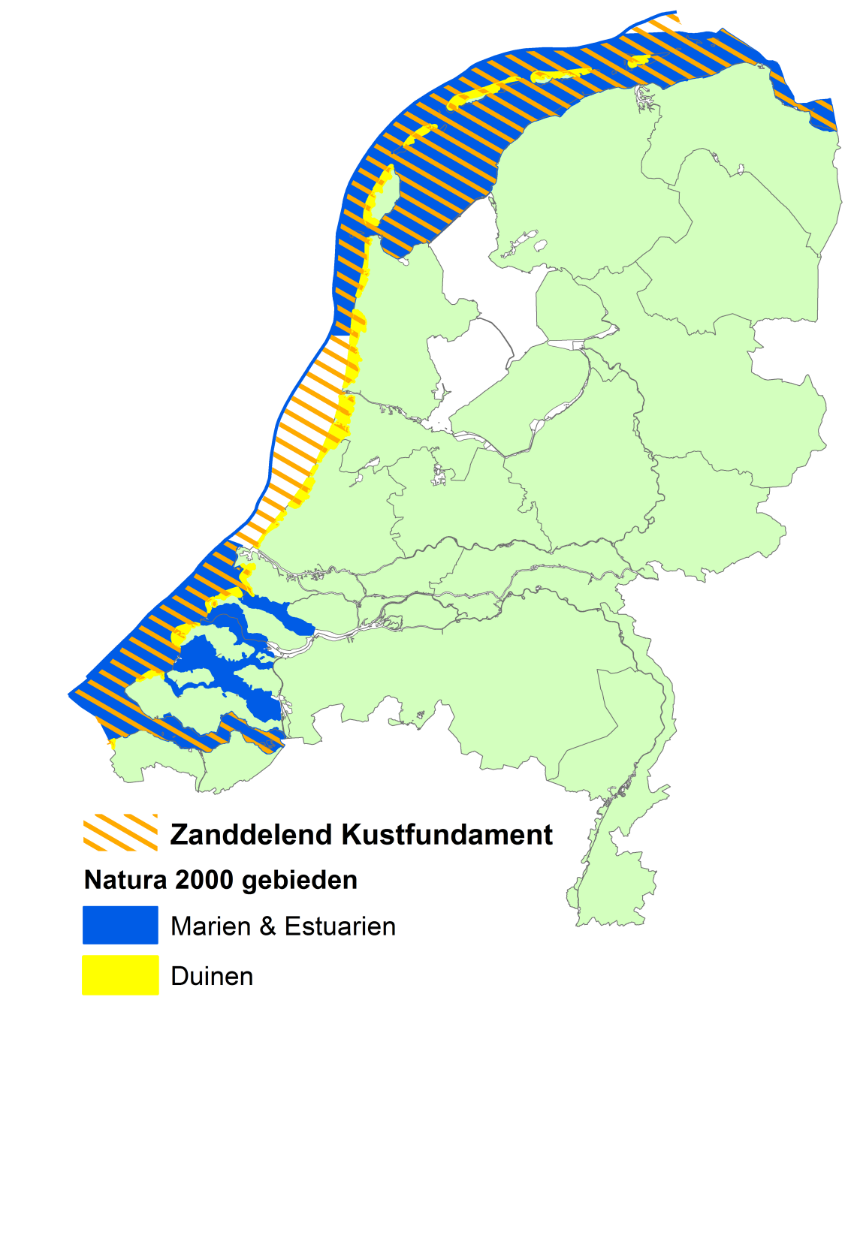 Zanddelend Kustfundament
Natura 2000 gebieden
Marien & Estuarien
Duinen